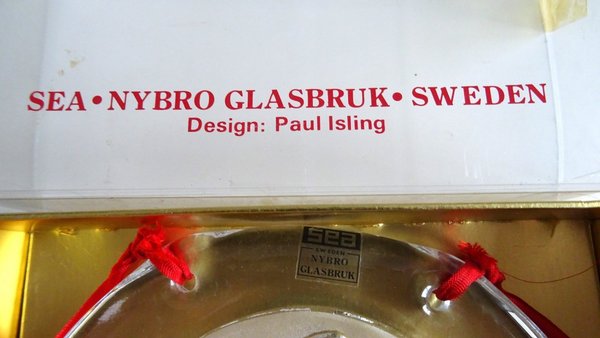 SEA • NYBRO GLASBRUK • SWEDEN
Design: Paul Isling
sea
SWEDEN
NYBRO
GLASBRUK